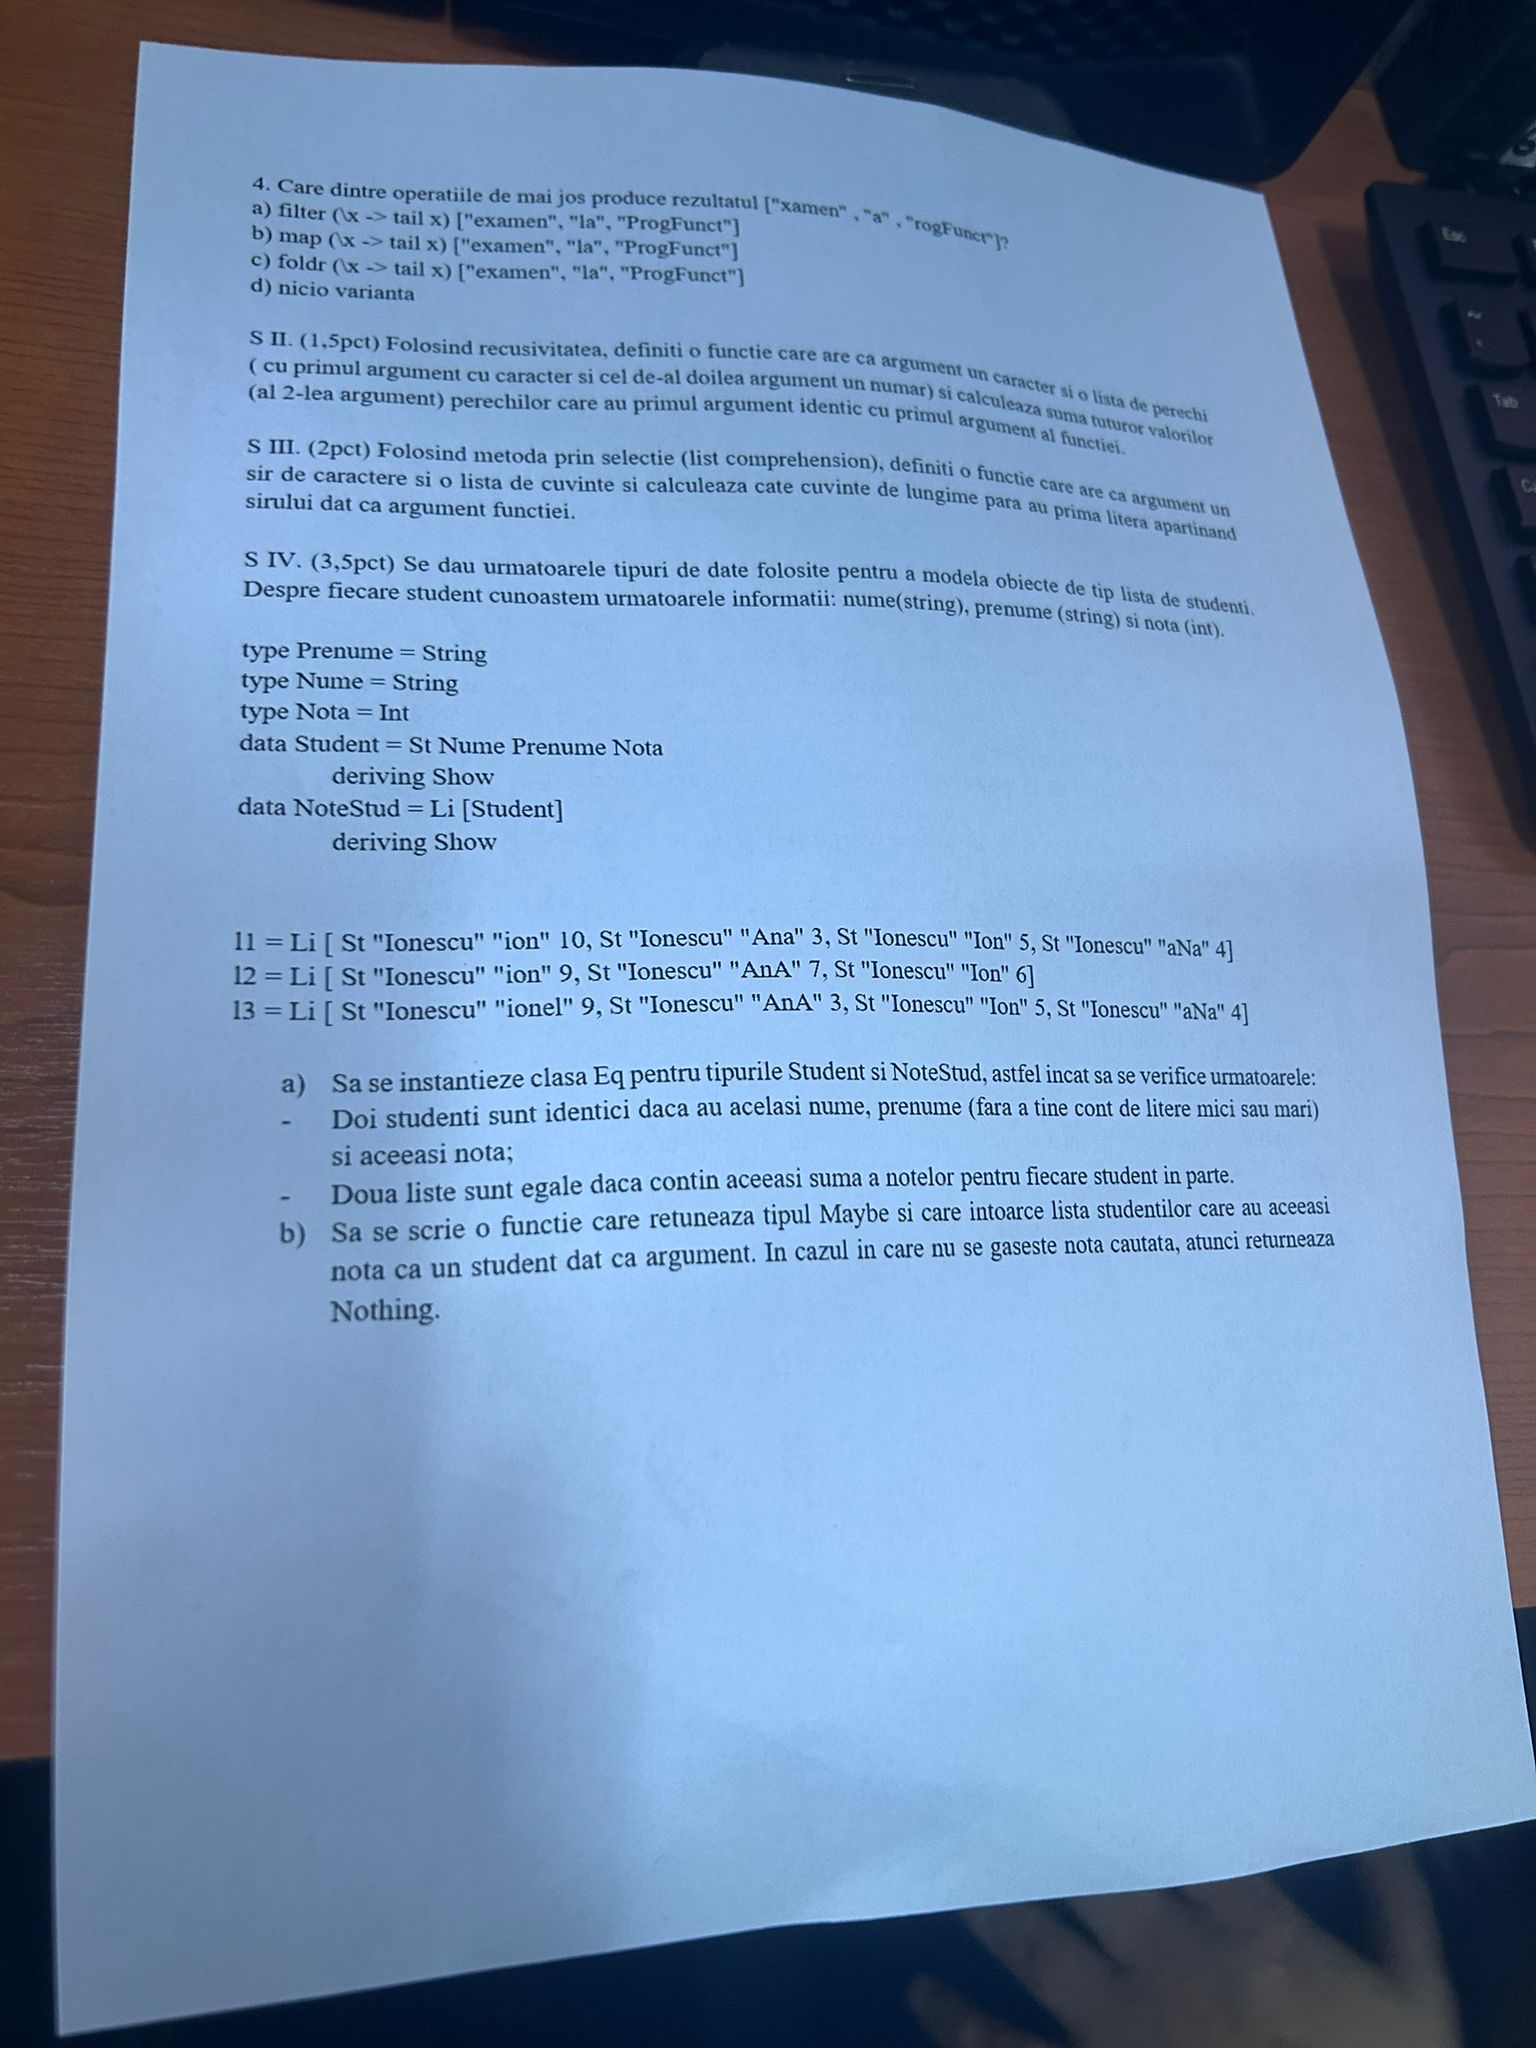 4. Care dintre operatiile de mai jos produce rezultatul ["xamen" , "a" , "rogFunct"]?
a) filter (\x -> tail x) ["examen", "la", "ProgFunct"]
b) map (\x -> tail x) ["examen", "la", "ProgFunct"]
c) foldr (\x -> tail x) ["examen", "la", "ProgFunct"]
d) nicio varianta
S II. (1,5pct) Folosind recusivitatea, definiti o functie care are ca argument un caracter si o lista de perechi
( cu primul argument cu caracter si cel de-al doilea argument un numar) si calculeaza suma tuturor valorilor
(al 2-lea argument) perechilor care au primul argument identic cu primul argument al functiei.
S III. (2pct) Folosind metoda prin selectie (list comprehension), definiti o functie care are ca argument un
sir de caractere si o lista de cuvinte si calculeaza cate cuvinte de lungime para au prima litera apartinand
sirului dat ca argument functiei.
S IV. (3,5pct) Se dau urmatoarele tipuri de date folosite pentru a modela obiecte de tip lista de studenti.
Despre fiecare student cunoastem urmatoarele informatii: nume(string), prenume (string) si nota (int).
type Prenume = String
type Nume = String
type Nota = Int
data Student = St Nume Prenume Nota
deriving Show
data NoteStud = Li [Student]
deriving Show
l1 = Li [ St "Ionescu" "ion" 10, St "Ionescu" "Ana" 3, St "Ionescu" "Ion" 5, St "Ionescu" "aNa" 4]
l2 = Li [ St "Ionescu" "ion" 9, St "Ionescu" "AnA" 7, St "Ionescu" "Ion" 6]
l3 = Li [ St "Ionescu" "ionel" 9, St "Ionescu" "AnA" 3, St "Ionescu" "Ion" 5, St "Ionescu" "aNa" 4]
a) Sa se instantieze clasa Eq pentru tipurile Student si NoteStud, astfel incat sa se verifice urmatoarele:
- Doi studenti sunt identici daca au acelasi nume, prenume (fara a tine cont de litere mici sau mari)
si aceeasi nota;
- Doua liste sunt egale daca contin aceeasi suma a notelor pentru fiecare student in parte.
b) Sa se scrie o functie care retuneaza tipul Maybe si care intoarce lista studentilor care au aceeasi
nota ca un student dat ca argument. In cazul in care nu se gaseste nota cautata, atunci returneaza
Nothing.
Esc
Tab